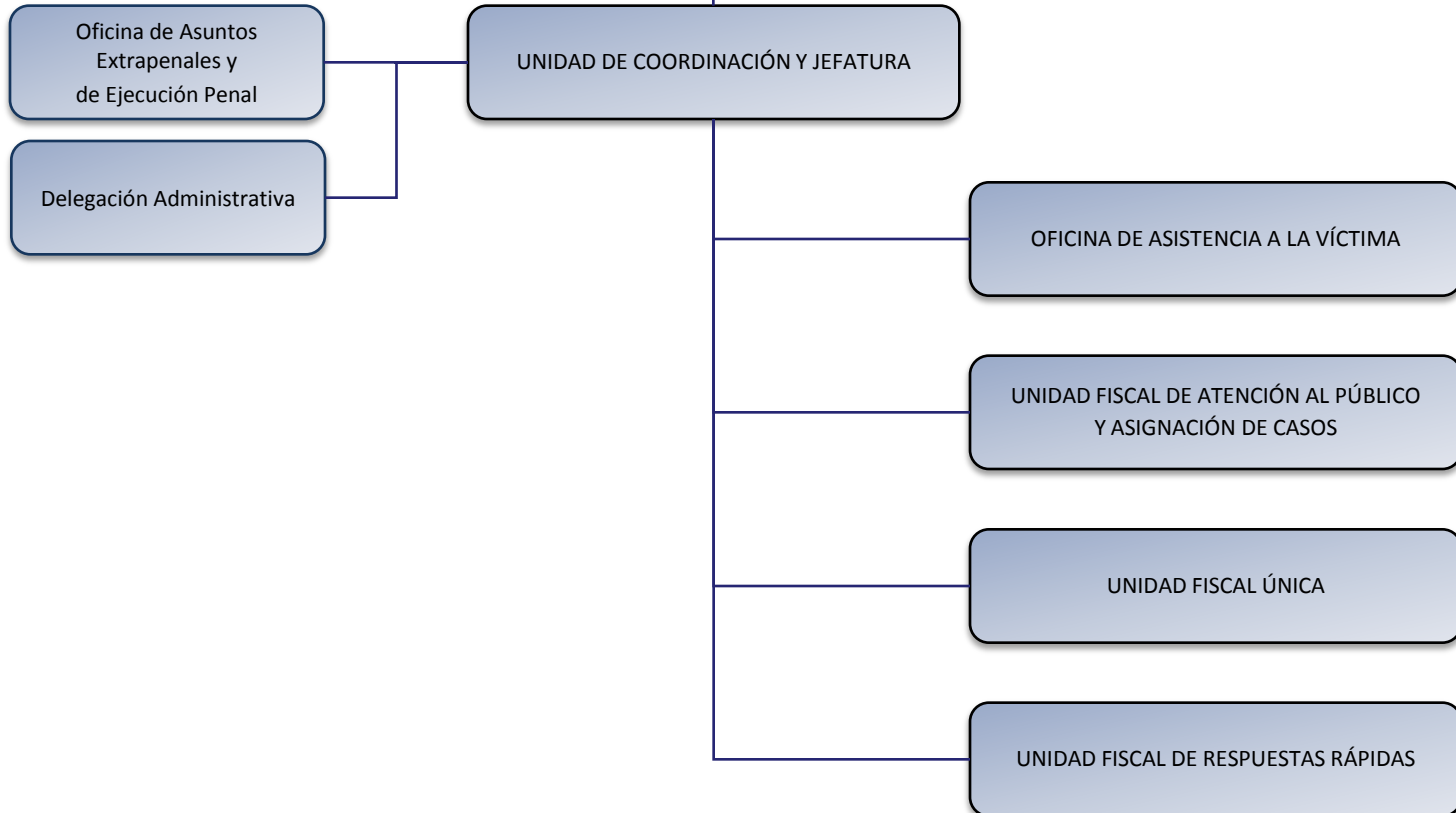 Oficina de Asuntos
Extrapenales y
de Ejecución Penal
UNIDAD DE COORDINACIÓN Y JEFATURA
Delegación Administrativa
OFICINA DE ASISTENCIA A LA VÍCTIMA
UNIDAD FISCAL DE ATENCIÓN AL PÚBLICO
Y ASIGNACIÓN DE CASOS
UNIDAD FISCAL ÚNICA
UNIDAD FISCAL DE RESPUESTAS RÁPIDAS